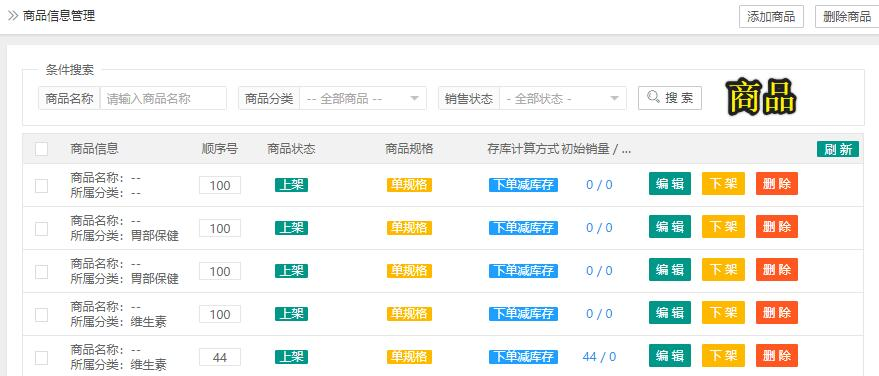 商品信息管理
添加商品 删除商品
条件搜索
商品名称 请输入商品名称 商品分类 -- 全部商品 -- 销售状态 - 全部状态 - 搜 索
商品
商品信息 顺序号 商品状态 商品规格 存库计算方式 初始销量 / ... 刷 新
商品名称：--
所属分类：--
100 上架 单规格 下单减库存 0 / 0 编 辑 下 架 删 除
商品名称：--
所属分类：胃部保健
100 上架 单规格 下单减库存 0 / 0 编 辑 下 架 删 除
商品名称：--
所属分类：胃部保健
100 上架 单规格 下单减库存 0 / 0 编 辑 下 架 删 除
商品名称：--
所属分类：维生素
100 上架 单规格 下单减库存 0 / 0 编 辑 下 架 删 除
商品名称：--
所属分类：维生素
44 上架 单规格 下单减库存 44 / 0 编 辑 下 架 删 除